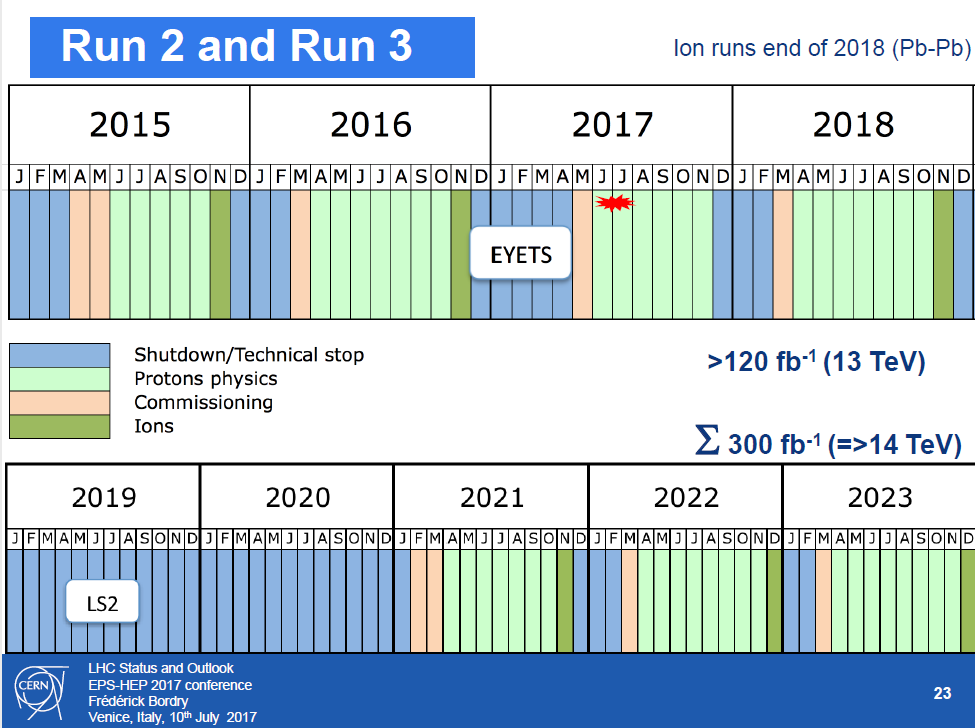 Run 2 and Run 3
Ion runs end of 2018 (Pb-Pb)
2015 2016 2017 2018
J F M A M J J A S O N D J F M A M J J A S O N D J F M A M J J A S O N D J F M A M J J A S O N D
EYETS
Shutdown/Technical stop
Protons physics
Commissioning
Ions
>120 fb⁻¹ (13 TeV)
Σ 300 fb⁻¹ (=>14 TeV)
2019 2020 2021 2022 2023
J F M A M J J A S O N D J F M A M J J A S O N D J F M A M J J A S O N D J F M A M J J A S O N D J F M A M J J A S O N D
LS2
CERN
LHC Status and Outlook
EPS-HEP 2017 conference
Frédérick Bordry
Venice, Italy, 10th July 2017
23